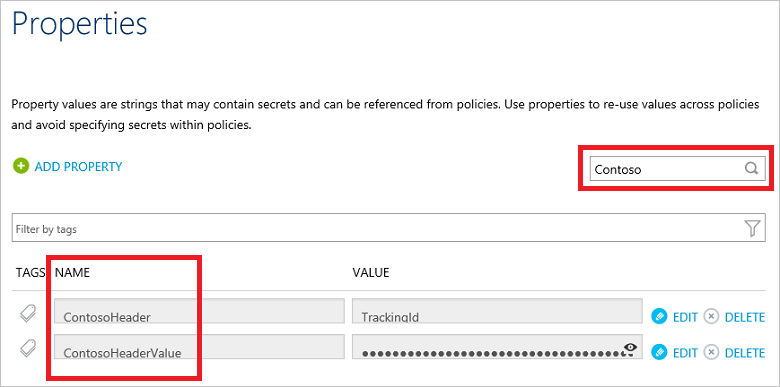 Properties
Property values are strings that may contain secrets and can be referenced from policies. Use properties to re-use values across policies
and avoid specifying secrets within policies.
ADD PROPERTY
Contoso
Filter by tags
TAGS NAME VALUE
ContosoHeader TrackingId EDIT DELETE
ContosoHeaderValue •••••••••••••••••••••••••••••••••• EDIT DELETE